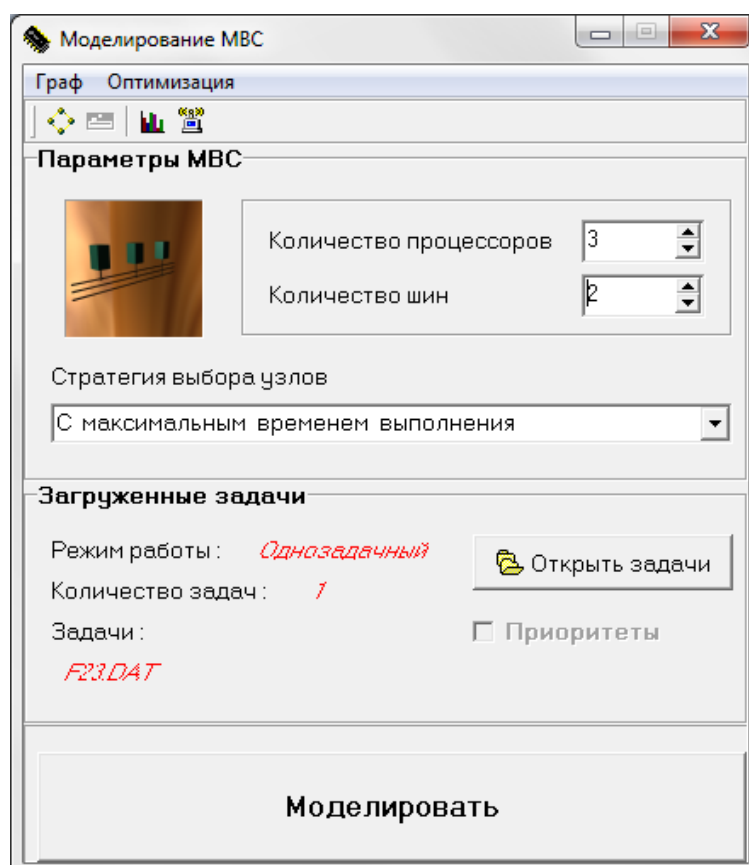 Моделирование МВС
Граф Оптимизация
Параметры МВС
Количество процессоров 3
Количество шин 2
Стратегия выбора узлов
С максимальным временем выполнения
Загруженные задачи
Режим работы : Однозадачный
Открыть задачи
Количество задач : 1
Задачи :
Приоритеты
F23.DAT
Моделировать